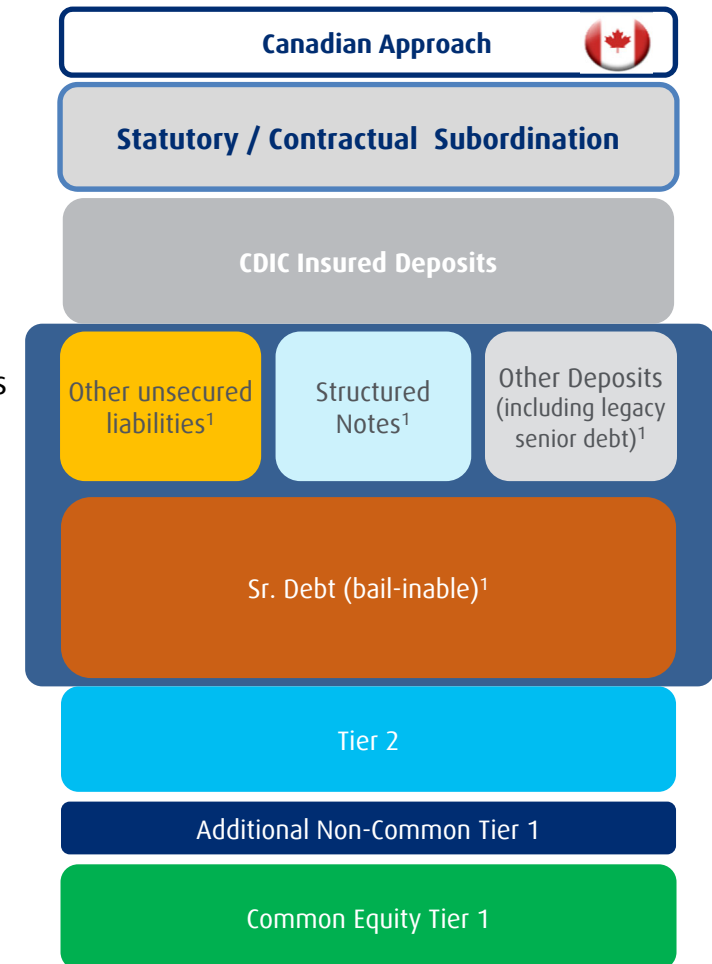 Canadian Approach
Statutory / Contractual Subordination
CDIC Insured Deposits
s
Other unsecured
liabilities¹
Structured
Notes¹
Other Deposits
(including legacy
senior debt)¹
Sr. Debt (bail-inable)¹
Tier 2
Additional Non-Common Tier 1
Common Equity Tier 1